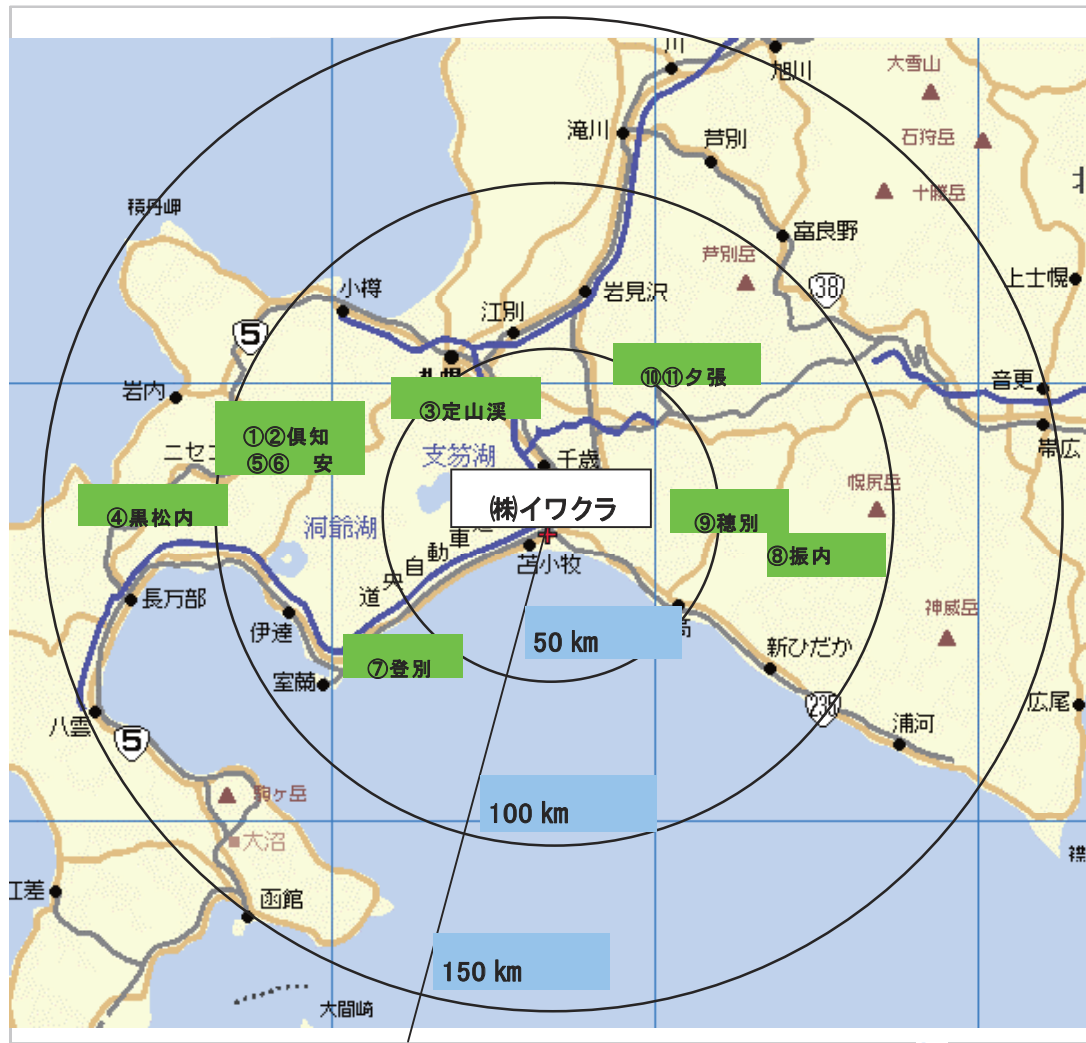 川
旭川
大雪山
滝川
芦別
石狩岳
十勝岳
積丹岬
富良野
芦別岳
上士幌
38
小樽
江別
岩見沢
5
札幌
⑩⑪夕張
音更
岩内
③定山渓
①②倶知
⑤⑥ 安
ニセコ
支笏湖
千歳
帯広
㈱イワクラ
④黒松内
⑨穂別
幌尻岳
洞爺湖
道央自動車道
苫小牧
⑧振内
長万部
伊達
神威岳
50 km
新ひだか
⑦登別
室蘭
235
広尾
八雲
浦河
5
駒ヶ岳
100 km
大沼
江差
函館
150 km
大間崎